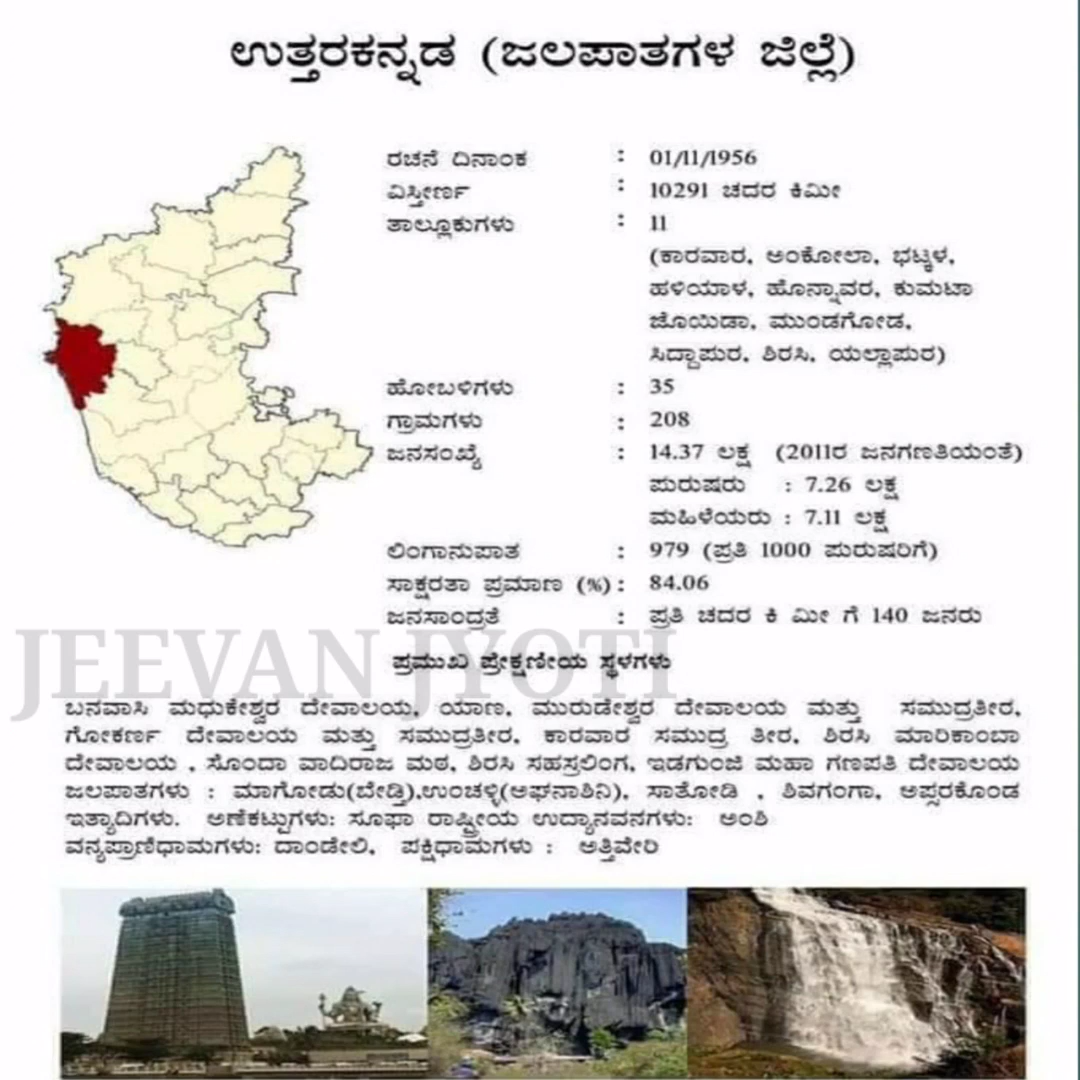 ಉತ್ತರಕನ್ನಡ (ಜಲಪಾತಗಳ ಜಿಲ್ಲೆ)
ರಚನೆ ದಿನಾಂಕ : 01/11/1956
ವಿಸ್ತೀರ್ಣ : 10291 ಚದರ ಕಿಮೀ
ತಾಲ್ಲೂಕುಗಳು : 11
(ಕಾರವಾರ, ಅಂಕೋಲಾ, ಭಟ್ಕಳ,
ಹಳಿಯಾಳ, ಹೊನ್ನಾವರ, ಕುಮಟಾ
ಜೊಯಿಡಾ, ಮುಂಡಗೋಡ,
ಸಿದ್ದಾಪುರ, ಶಿರಸಿ, ಯಲ್ಲಾಪುರ)
ಹೋಬಳಿಗಳು : 35
ಗ್ರಾಮಗಳು : 208
ಜನಸಂಖ್ಯೆ : 14.37 ಲಕ್ಷ (2011ರ ಜನಗಣತಿಯಂತೆ)
ಪುರುಷರು : 7.26 ಲಕ್ಷ
ಮಹಿಳೆಯರು : 7.11 ಲಕ್ಷ
ಲಿಂಗಾನುಪಾತ : 979 (ಪ್ರತಿ 1000 ಪುರುಷರಿಗೆ)
ಸಾಕ್ಷರತಾ ಪ್ರಮಾಣ (%) : 84.06
ಜನಸಾಂದ್ರತೆ : ಪ್ರತಿ ಚದರ ಕಿ ಮೀ ಗೆ 140 ಜನರು
JEEVAN JYOTI
ಪ್ರಮುಖ ಪ್ರೇಕ್ಷಣೀಯ ಸ್ಥಳಗಳು
ಬನವಾಸಿ ಮಧುಕೇಶ್ವರ ದೇವಾಲಯ, ಯಾಣ, ಮುರುಡೇಶ್ವರ ದೇವಾಲಯ ಮತ್ತು ಸಮುದ್ರತೀರ,
ಗೋಕರ್ಣ ದೇವಾಲಯ ಮತ್ತು ಸಮುದ್ರತೀರ, ಕಾರವಾರ ಸಮುದ್ರ ತೀರ, ಶಿರಸಿ ಮಾರಿಕಾಂಬಾ
ದೇವಾಲಯ , ಸೊಂದಾ ವಾದಿರಾಜ ಮಠ, ಶಿರಸಿ ಸಹಸ್ರಲಿಂಗ, ಇಡಗುಂಜಿ ಮಹಾ ಗಣಪತಿ ದೇವಾಲಯ
ಜಲಪಾತಗಳು : ಮಾಗೋಡು(ಬೇಡ್ತಿ),ಉಂಚಳ್ಳಿ(ಅಘನಾಶಿನಿ), ಸಾತೋಡಿ , ಶಿವಗಂಗಾ, ಅಪ್ಸರಕೊಂಡ
ಇತ್ಯಾದಿಗಳು. ಅಣೆಕಟ್ಟುಗಳು: ಸೂಫಾ ರಾಷ್ಟ್ರೀಯ ಉದ್ಯಾನವನಗಳು: ಅಂಶಿ
ವನ್ಯಪ್ರಾಣಿಧಾಮಗಳು: ದಾಂಡೇಲಿ, ಪಕ್ಷಿಧಾಮಗಳು : ಅತ್ತಿವೇರಿ